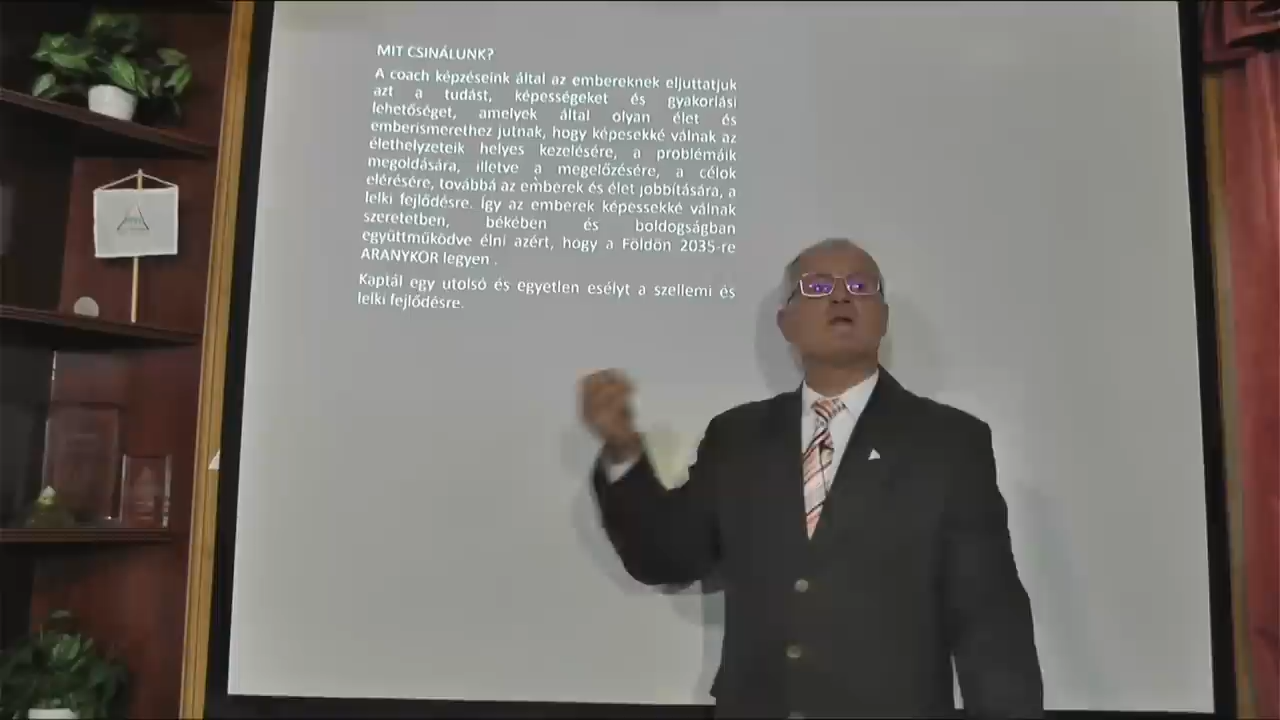 MIT CSINÁLUNK?
A coach képzéseink által az embereknek eljuttatjuk
azt a tudást, képességeket és gyakorlási
lehetőséget, amelyek által olyan élet és
emberismerethez jutnak, hogy képesekké válnak az
élethelyzeteik helyes kezelésére, a problémáik
megoldására, illetve a megelőzésére, a célok
elérésére, továbbá az emberek és élet jobbítására, a
lelki fejlődésre. Így az emberek képessekké válnak
szeretetben, békében és boldogságban
együttműködve élni azért, hogy a Földön 2035-re
ARANYKOR legyen .
Kaptál egy utolsó és egyetlen esélyt a szellemi és
lelki fejlődésre.